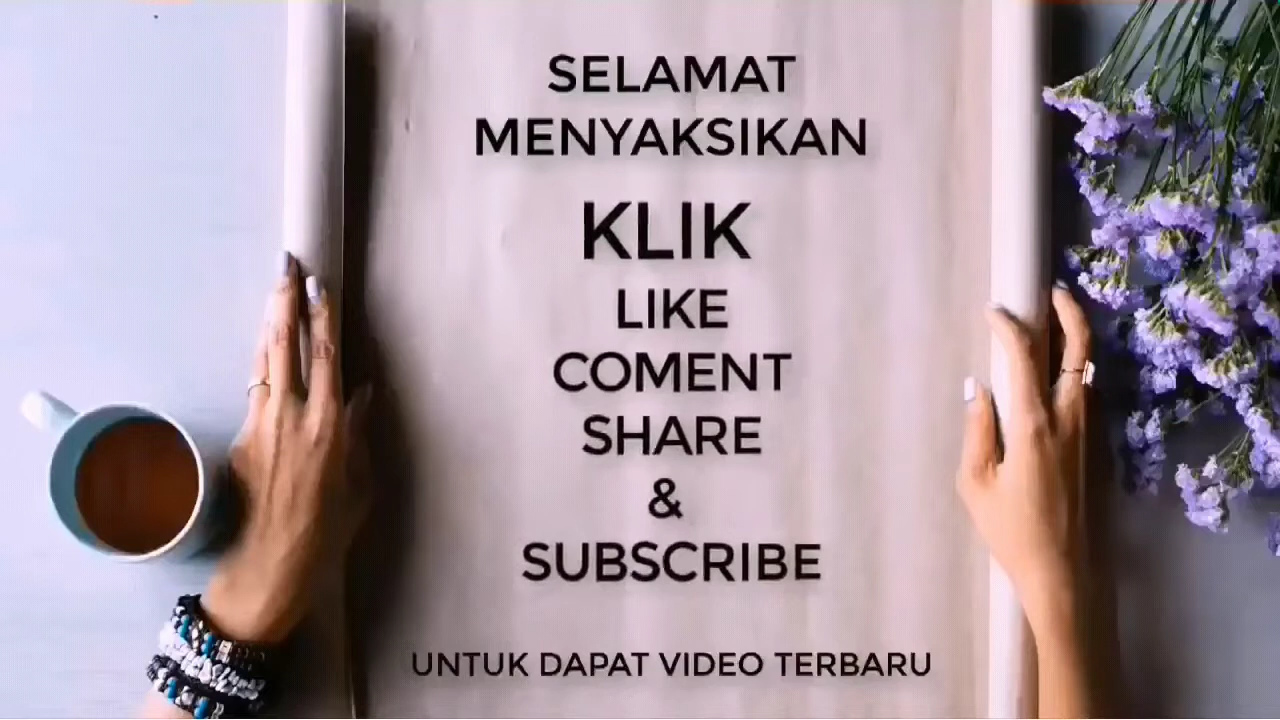 SELAMAT
MENYAKSIKAN
KLIK
LIKE
COMENT
SHARE
&
SUBSCRIBE
UNTUK DAPAT VIDEO TERBARU